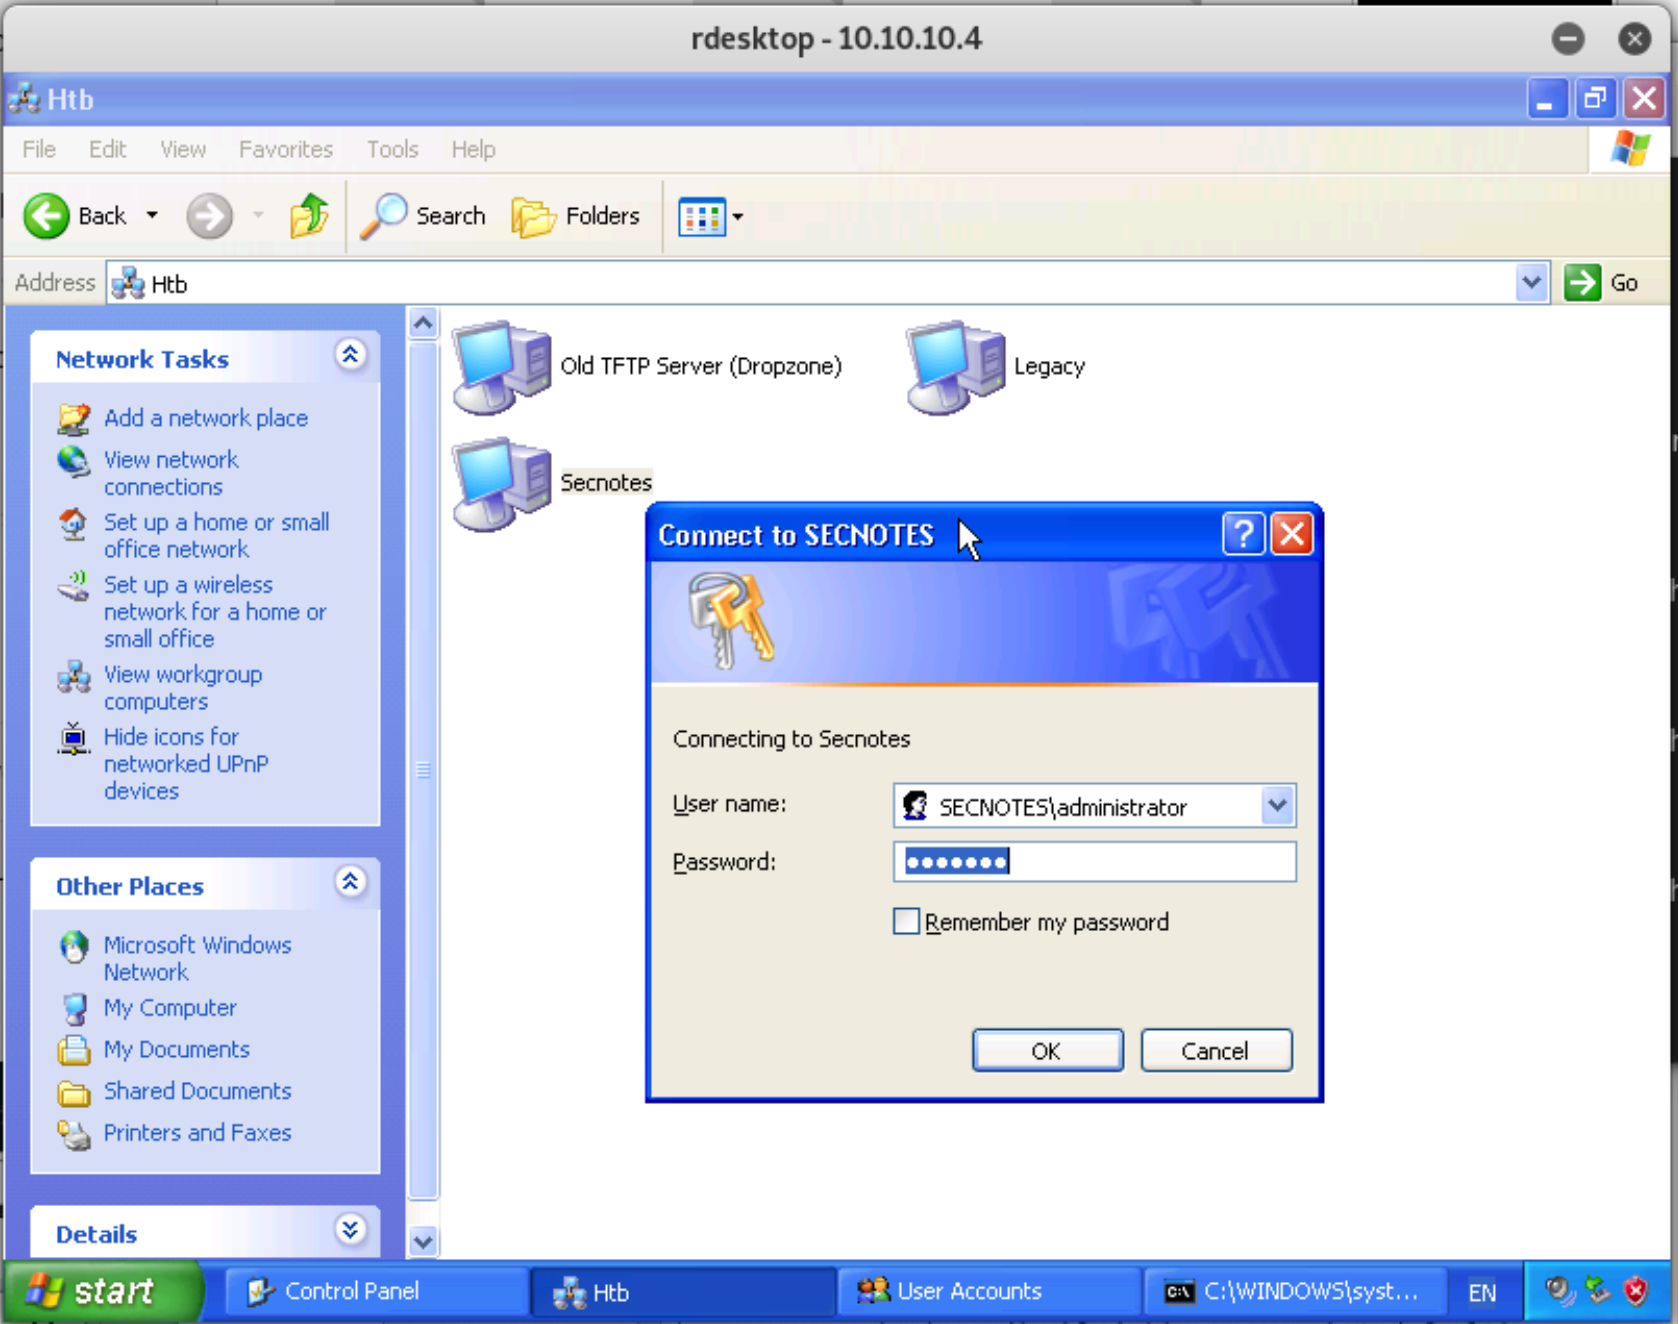 rdesktop - 10.10.10.4
Htb
File Edit View Favorites Tools Help
Back Search Folders
Address Htb Go
Network Tasks
Add a network place
View network
connections
Set up a home or small
office network
Set up a wireless
network for a home or
small office
View workgroup
computers
Hide icons for
networked UPnP
devices
Other Places
Microsoft Windows
Network
My Computer
My Documents
Shared Documents
Printers and Faxes
Details
Old TFTP Server (Dropzone)
Legacy
Secnotes
Connect to SECNOTES
Connecting to Secnotes
User name: SECNOTES\administrator
Password: •••••••
Remember my password
OK Cancel
start Control Panel Htb User Accounts C:\WINDOWS\syst... EN